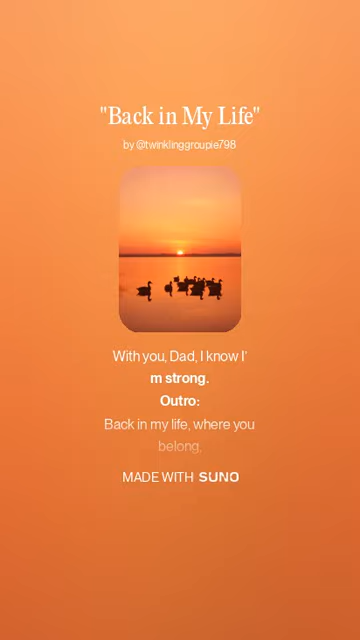 "Back in My Life"
by @twinklinggroupie798
With you, Dad, I know I'
m strong.
Outro:
Back in my life, where you
belong,
MADE WITH SUNO